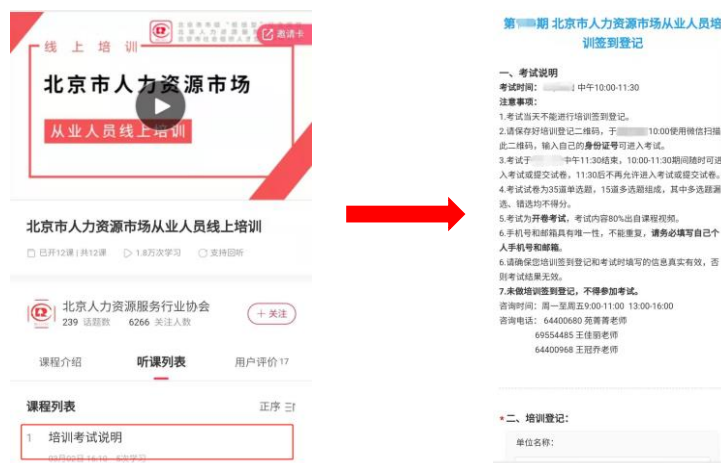 线 上 培 训
邀请卡
北京市人力资源市场
从业人员线上培训
北京市人力资源市场从业人员线上培训
已开12课 | 共12课 1.8万次学习 支持回听
北京人力资源服务行业协会
239 话题数 6266 关注人数
+ 关注
课程介绍 听课列表 用户评价 17
课程列表 正序
1 培训考试说明
第 期 北京市人力资源市场从业人员培
训签到登记
一、考试说明
考试时间： 中午10:00-11:30
注意事项：
1.考试当天不能进行培训签到登记。
2.请保存好培训登记二维码，于 10:00使用微信扫描
此二维码，输入自己的身份证号可进入考试。
3.考试于 中午11:30结束，10:00-11:30期间随时可进
入考试或提交试卷，11:30后不再允许进入考试或提交试卷。
4.考试试卷为35道单选题，15道多选题组成，其中多选题漏
选、错选均不得分。
5.考试为开卷考试，考试内容80%出自课程视频。
6.手机号和邮箱具有唯一性，不能重复，请务必填写自己个
人手机号和邮箱。
6.请确保您培训签到登记和考试时填写的信息真实有效，否
则考试结果无效。
7.未做培训签到登记，不得参加考试。
咨询时间：周一至周五9:00-11:00 13:00-16:00
咨询电话： 64400680 苑菁菁老师
69554485 王佳丽老师
64400968 王冠乔老师
*二、培训登记：
单位名称：